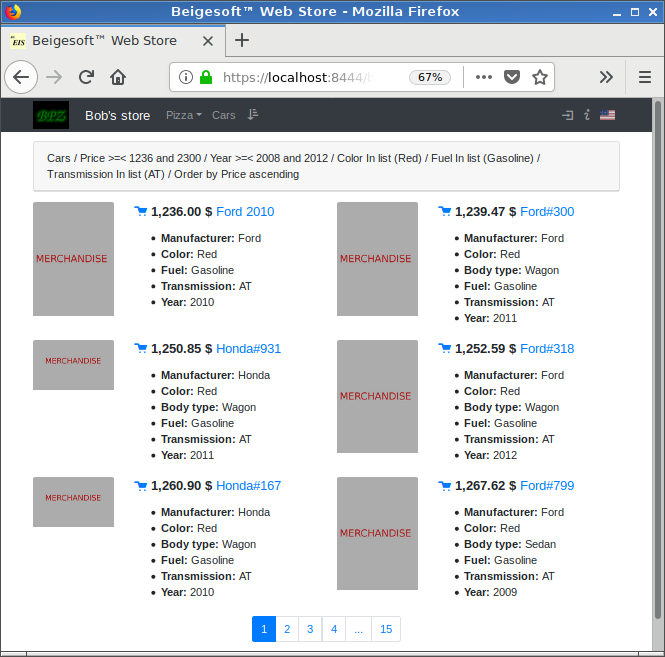 Beigesoft™ Web Store - Mozilla Firefox
EIS Beigesoft™ Web Store
https://localhost:8444/ 67%
BPZ Bob's store Pizza Cars
Cars / Price >=< 1236 and 2300 / Year >=< 2008 and 2012 / Color In list (Red) / Fuel In list (Gasoline) /
Transmission In list (AT) / Order by Price ascending
MERCHANDISE
1,236.00 $ Ford 2010
Manufacturer: Ford
Color: Red
Fuel: Gasoline
Transmission: AT
Year: 2010
MERCHANDISE
1,239.47 $ Ford#300
Manufacturer: Ford
Color: Red
Body type: Wagon
Fuel: Gasoline
Transmission: AT
Year: 2011
MERCHANDISE
1,250.85 $ Honda#931
Manufacturer: Honda
Color: Red
Body type: Wagon
Fuel: Gasoline
Transmission: AT
Year: 2011
MERCHANDISE
1,252.59 $ Ford#318
Manufacturer: Ford
Color: Red
Body type: Wagon
Fuel: Gasoline
Transmission: AT
Year: 2012
MERCHANDISE
1,260.90 $ Honda#167
Manufacturer: Honda
Color: Red
Body type: Wagon
Fuel: Gasoline
Transmission: AT
Year: 2010
MERCHANDISE
1,267.62 $ Ford#799
Manufacturer: Ford
Color: Red
Body type: Sedan
Fuel: Gasoline
Transmission: AT
Year: 2009
1 2 3 4 ... 15